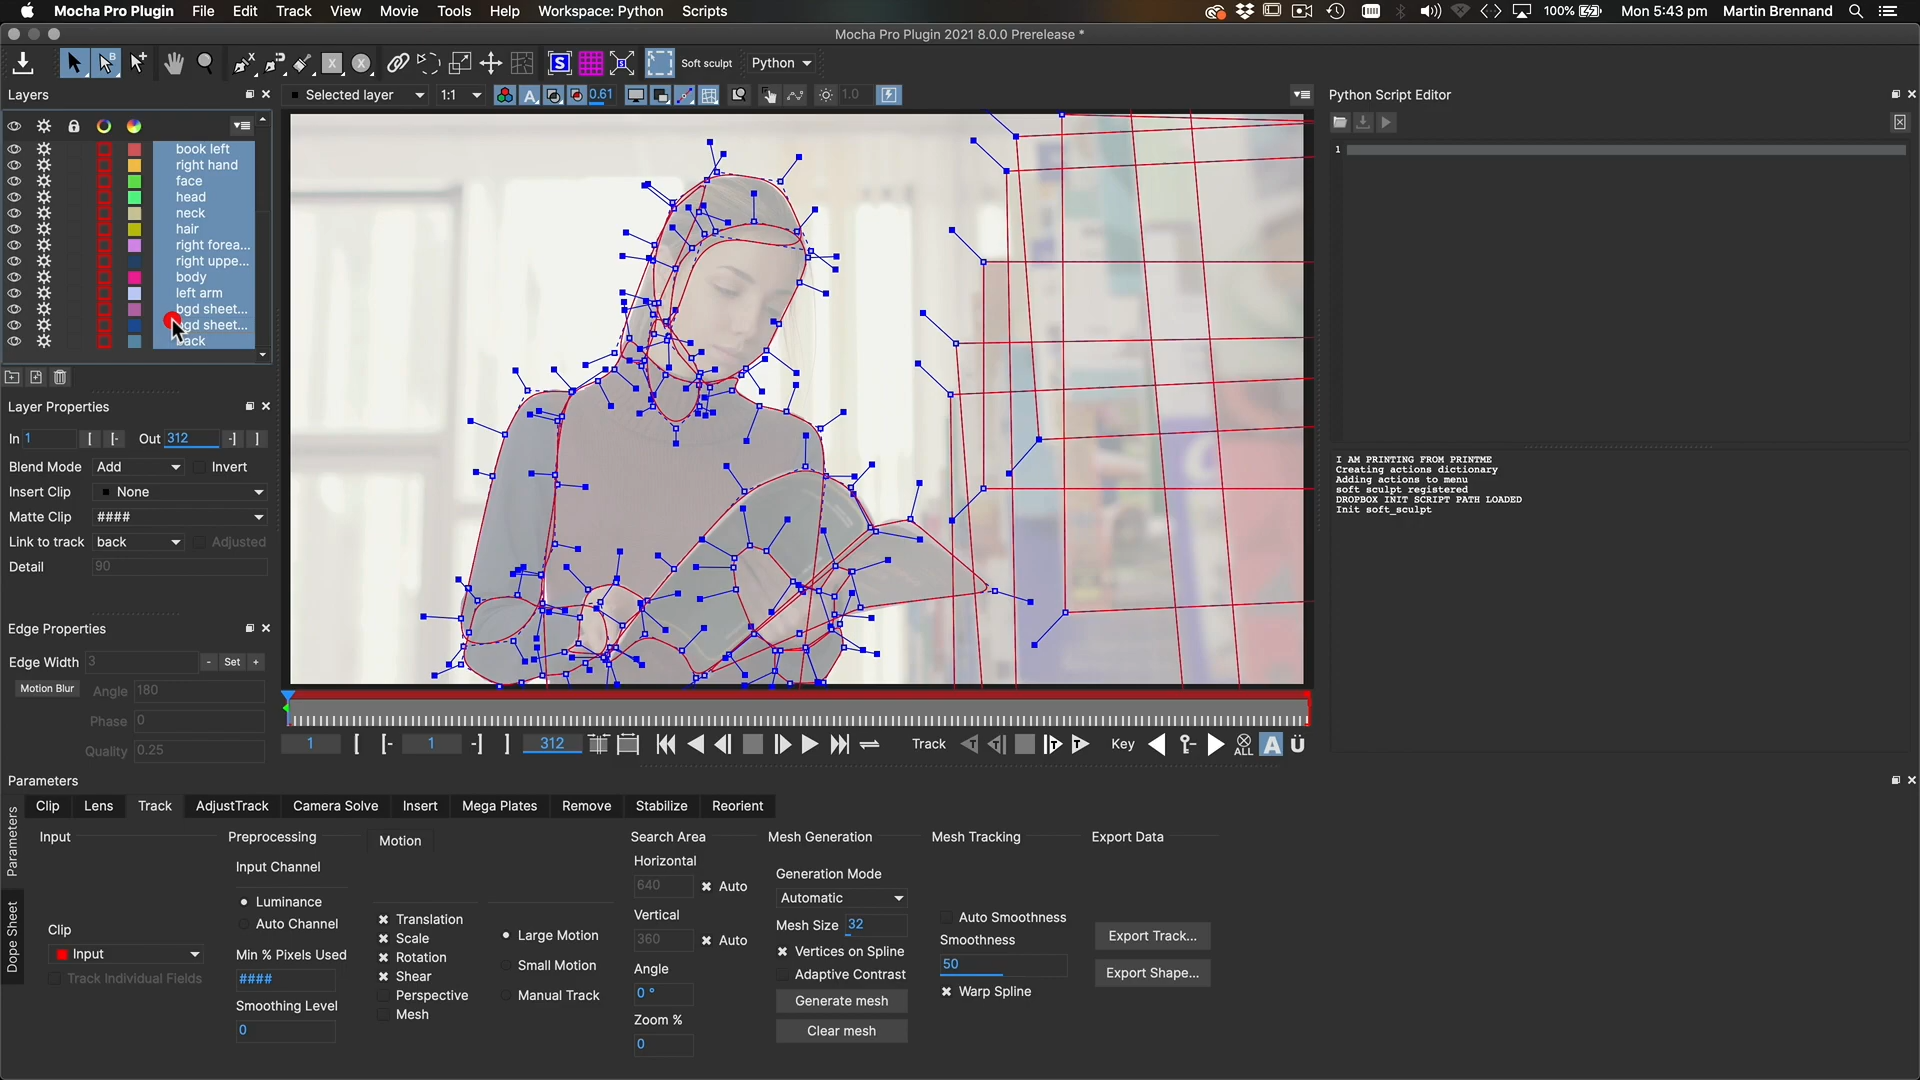 Mocha Pro Plugin File Edit Track View Movie Tools Help Workspace: Python Scripts 100% Mon 5:43 pm Martin Brennand
Mocha Pro Plugin 2021 8.0.0 Prerelease *
Soft sculpt Python
Layers Selected layer 1:1 0.61 1.0 Python Script Editor
book left
right hand
face
head
neck
hair
right forea...
right uppe...
body
left arm
bgd sheet...
gd sheet...
back
1
I AM PRINTING FROM PRINTME
Creating actions dictionary
Adding actions to menu
soft sculpt registered
DROPBOX INIT SCRIPT PATH LOADED
Init soft_sculpt
Layer Properties
In 1 Out 312
Blend Mode Add Invert
Insert Clip None
Matte Clip ####
Link to track back Adjusted
Detail 90
Edge Properties
Edge Width 3 - Set +
Motion Blur Angle 180
Phase 0
Quality 0.25
1 1 312 Track Key ALL A Ü
Parameters
Clip Lens Track AdjustTrack Camera Solve Insert Mega Plates Remove Stabilize Reorient
Parameters
Dope Sheet
Input
Clip
Input
Track Individual Fields
Preprocessing
Input Channel
Luminance
Auto Channel
Min % Pixels Used
####
Smoothing Level
0
Motion
Translation
Scale
Rotation
Shear
Perspective
Mesh
Large Motion
Small Motion
Manual Track
Search Area
Horizontal
640 Auto
Vertical
360 Auto
Angle
0 °
Zoom %
0
Mesh Generation
Generation Mode
Automatic
Mesh Size 32
Vertices on Spline
Adaptive Contrast
Generate mesh
Clear mesh
Mesh Tracking
Auto Smoothness
Smoothness
50
Warp Spline
Export Data
Export Track...
Export Shape...